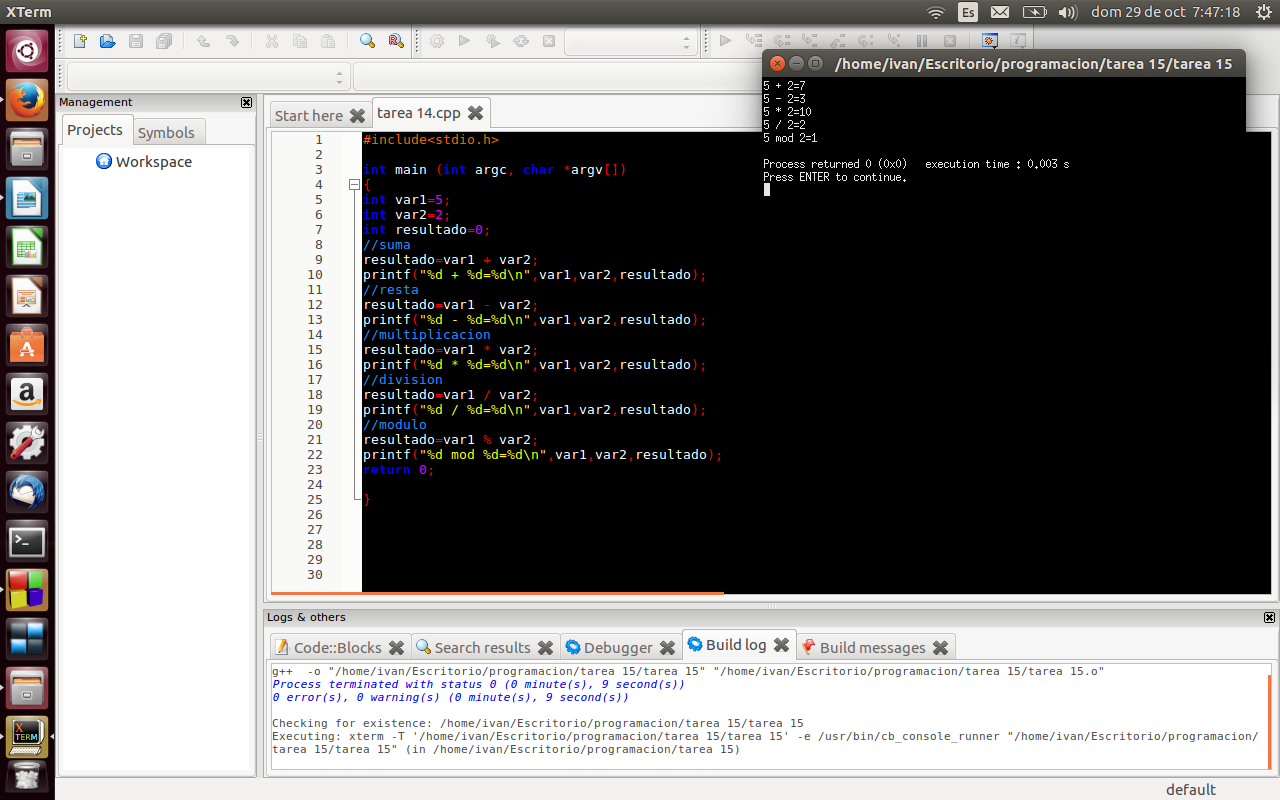 XTerm
Es
dom 29 de oct 7:47:18
/home/ivan/Escritorio/programacion/tarea 15/tarea 15
5 + 2=7
5 - 2=3
5 * 2=10
5 / 2=2
5 mod 2=1
Process returned 0 (0x0)   execution time : 0.003 s
Press ENTER to continue.
Management
Projects
Symbols
Workspace
Start here
tarea 14.cpp
1 #include<stdio.h>
2
3 int main (int argc, char *argv[])
4 {
5 int var1=5;
6 int var2=2;
7 int resultado=0;
8 //suma
9 resultado=var1 + var2;
10 printf("%d + %d=%d\n",var1,var2,resultado);
11 //resta
12 resultado=var1 - var2;
13 printf("%d - %d=%d\n",var1,var2,resultado);
14 //multiplicacion
15 resultado=var1 * var2;
16 printf("%d * %d=%d\n",var1,var2,resultado);
17 //division
18 resultado=var1 / var2;
19 printf("%d / %d=%d\n",var1,var2,resultado);
20 //modulo
21 resultado=var1 % var2;
22 printf("%d mod %d=%d\n",var1,var2,resultado);
23 return 0;
24
25 }
26
27
28
29
30
Logs & others
Code::Blocks
Search results
Debugger
Build log
Build messages
g++  -o "/home/ivan/Escritorio/programacion/tarea 15/tarea 15" "/home/ivan/Escritorio/programacion/tarea 15/tarea 15.o"
Process terminated with status 0 (0 minute(s), 9 second(s))
0 error(s), 0 warning(s) (0 minute(s), 9 second(s))
Checking for existence: /home/ivan/Escritorio/programacion/tarea 15/tarea 15
Executing: xterm -T '/home/ivan/Escritorio/programacion/tarea 15/tarea 15' -e /usr/bin/cb_console_runner "/home/ivan/Escritorio/programacion/
tarea 15/tarea 15" (in /home/ivan/Escritorio/programacion/tarea 15)
X
TERM
default